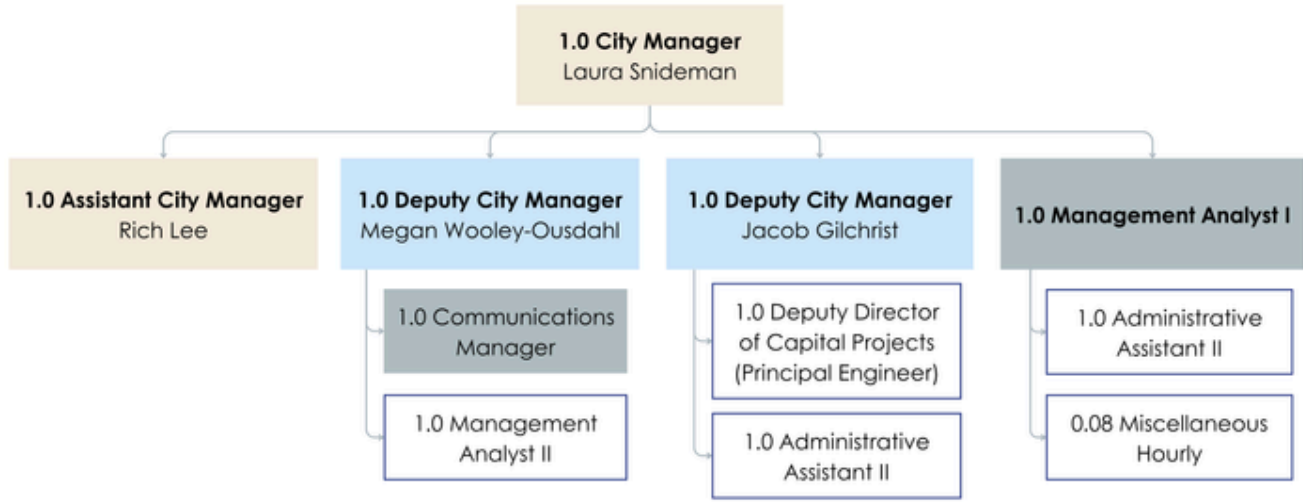 1.0 City Manager
Laura Snideman
1.0 Assistant City Manager
Rich Lee
1.0 Deputy City Manager
Megan Wooley-Ousdahl
1.0 Communications
Manager
1.0 Management
Analyst II
1.0 Deputy City Manager
Jacob Gilchrist
1.0 Deputy Director
of Capital Projects
(Principal Engineer)
1.0 Administrative
Assistant II
1.0 Management Analyst I
1.0 Administrative
Assistant II
0.08 Miscellaneous
Hourly